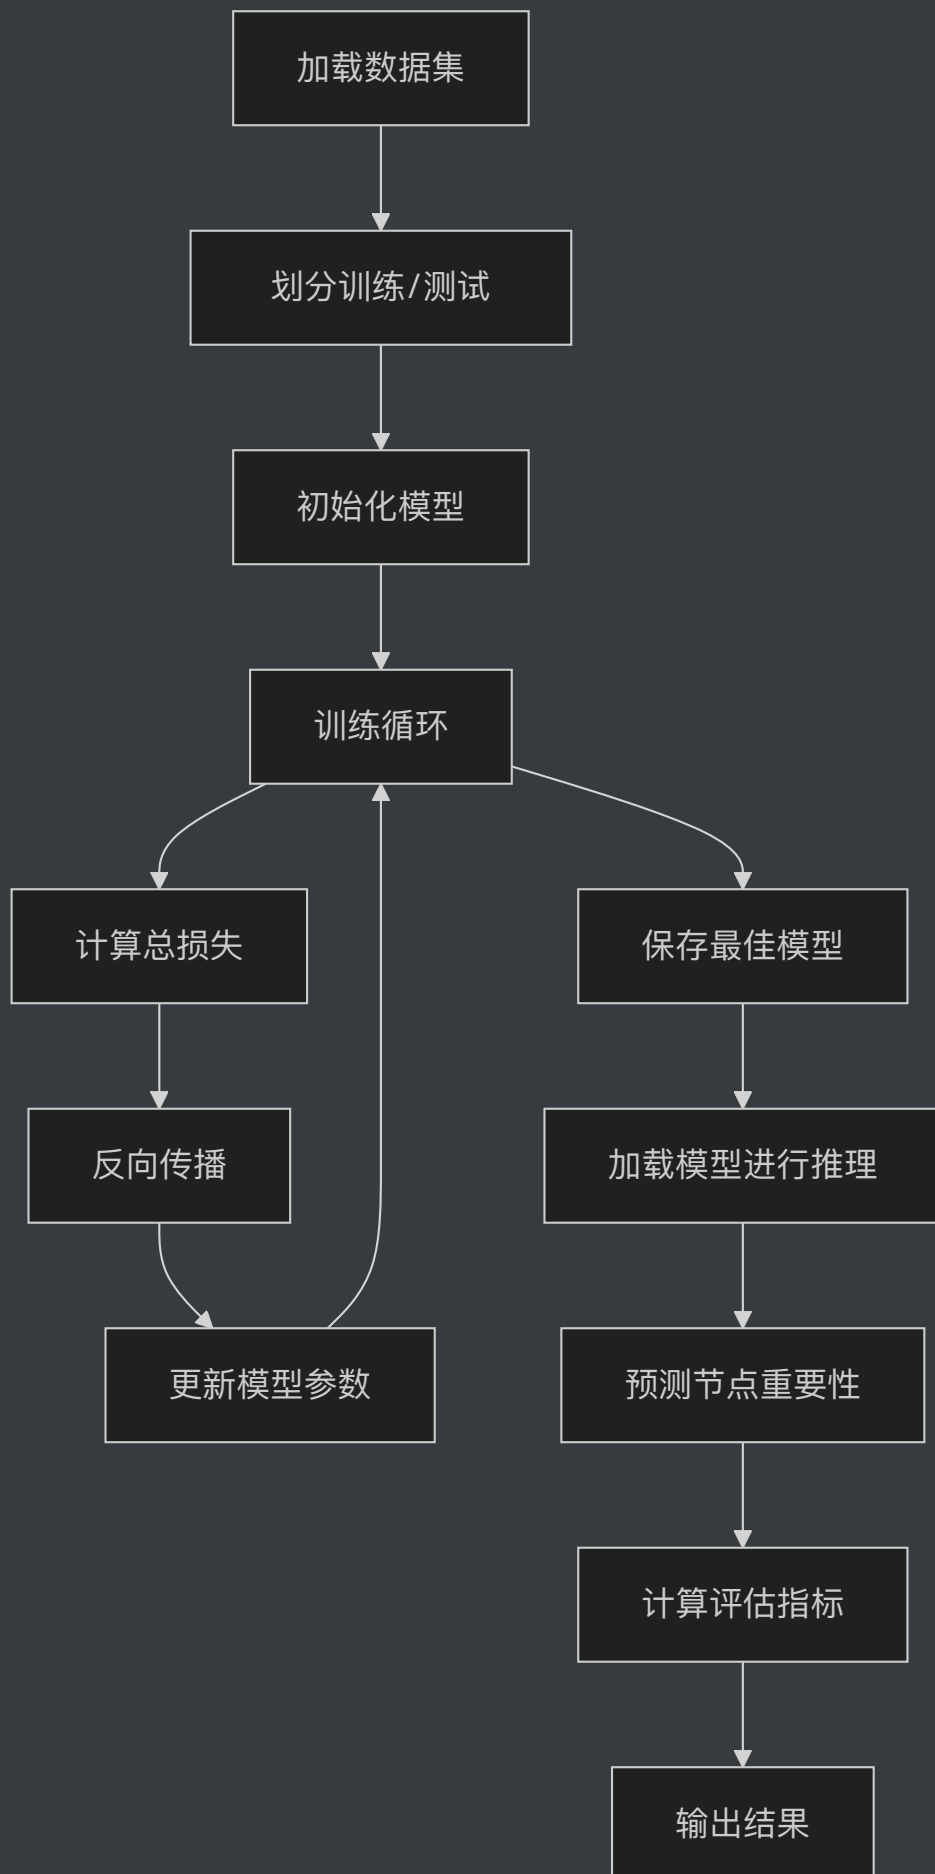 加载数据集
划分训练/测试
初始化模型
训练循环
计算总损失
保存最佳模型
反向传播
加载模型进行推理
更新模型参数
预测节点重要性
计算评估指标
输出结果